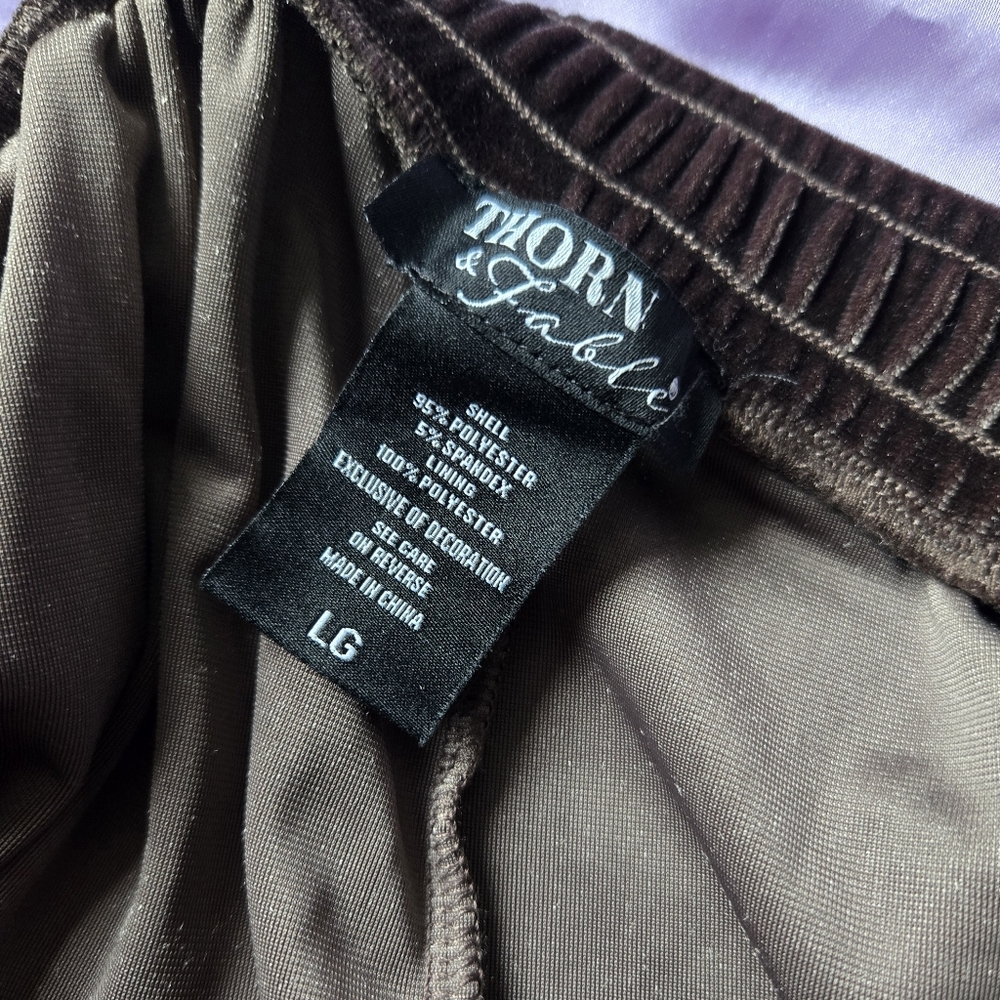 THORN
& Fable
SHELL
95% POLYESTER
5% SPANDEX
LINING
100% POLYESTER
EXCLUSIVE OF DECORATION
SEE CARE
ON REVERSE
MADE IN CHINA
LG